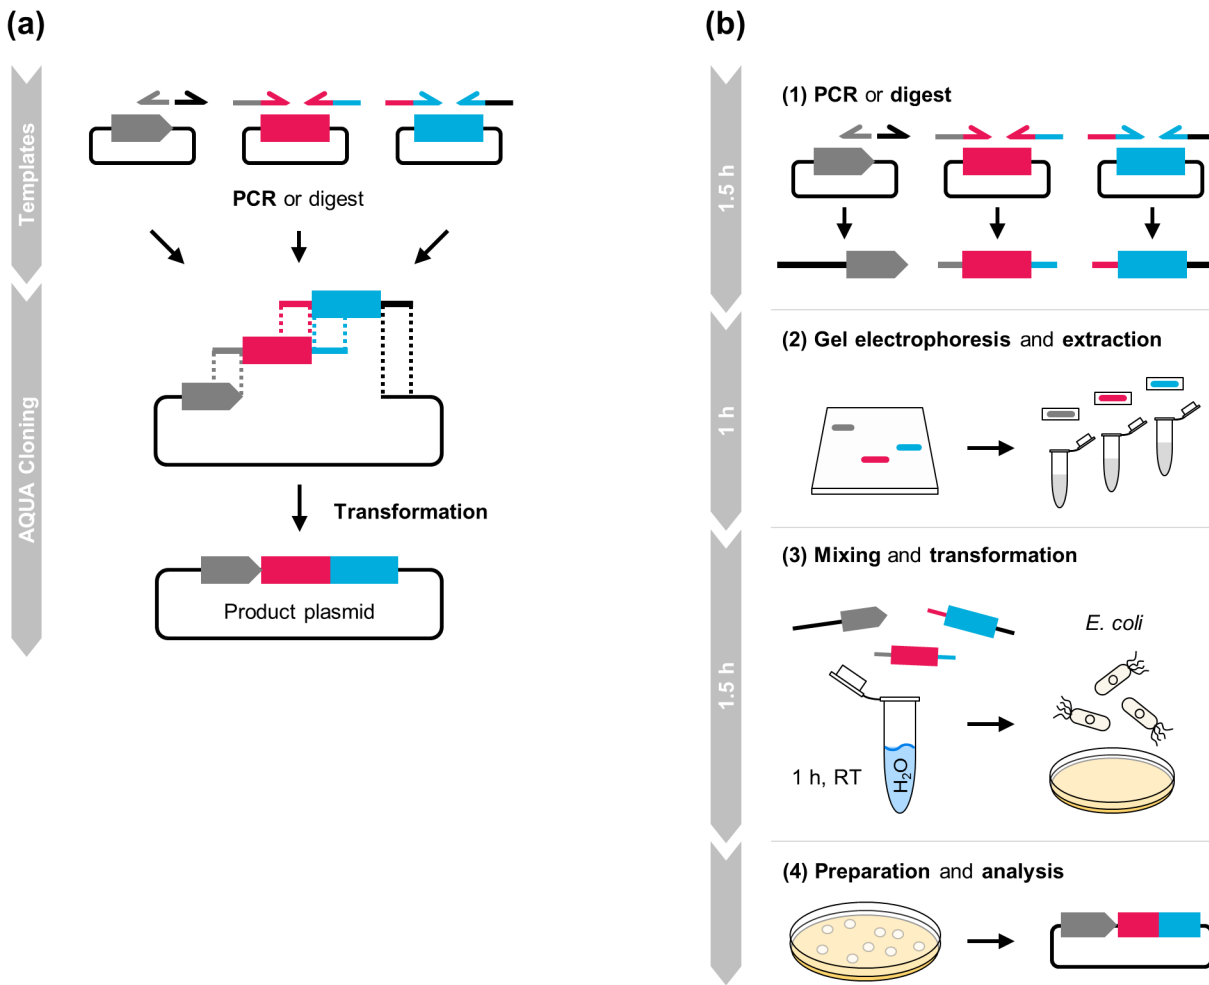 (a)
Templates
PCR or digest
AQUA Cloning
Transformation
Product plasmid
(b)
1.5 h
(1) PCR or digest
1 h
(2) Gel electrophoresis and extraction
1.5 h
(3) Mixing and transformation
E. coli
1 h, RT
H₂O
(4) Preparation and analysis